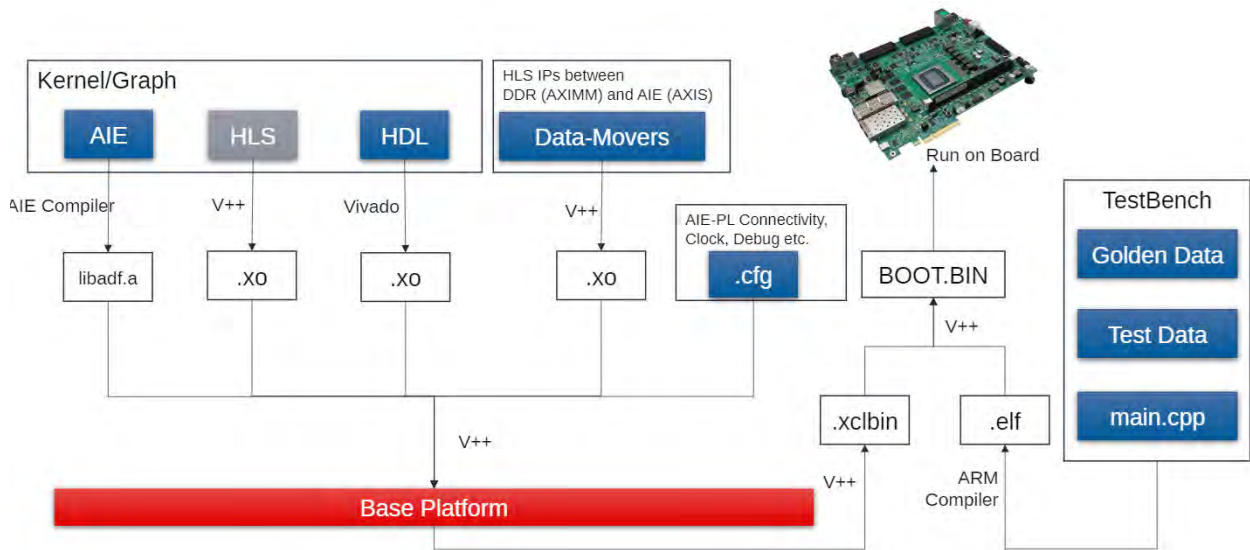 Kernel/Graph
AIE
HLS
HDL
HLS IPs between
DDR (AXIMM) and AIE (AXIS)
Data-Movers
AIE Compiler
V++
Vivado
V++
libadf.a
.xo
.xo
.xo
AIE-PL Connectivity,
Clock, Debug etc.
.cfg
V++
Base Platform
Run on Board
BOOT.BIN
V++
.xclbin
.elf
V++
ARM
Compiler
TestBench
Golden Data
Test Data
main.cpp